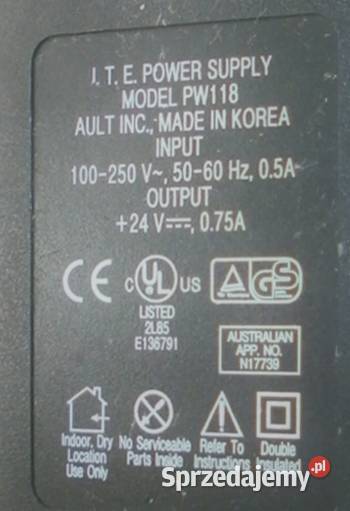 I. T. E. POWER SUPPLY
MODEL PW118
AULT INC., MADE IN KOREA
INPUT
100-250 V~, 50-60 Hz, 0.5A
OUTPUT
+24 V⎓, 0.75A
CE
C UL US
GS
LISTED
2L85
E136791
AUSTRALIAN
APP. NO.
N17739
Indoor, Dry
Location
Use Only
No Serviceable
Parts Inside
Refer To
Instructions
Double
Insulated
Sprzedajemy.pl